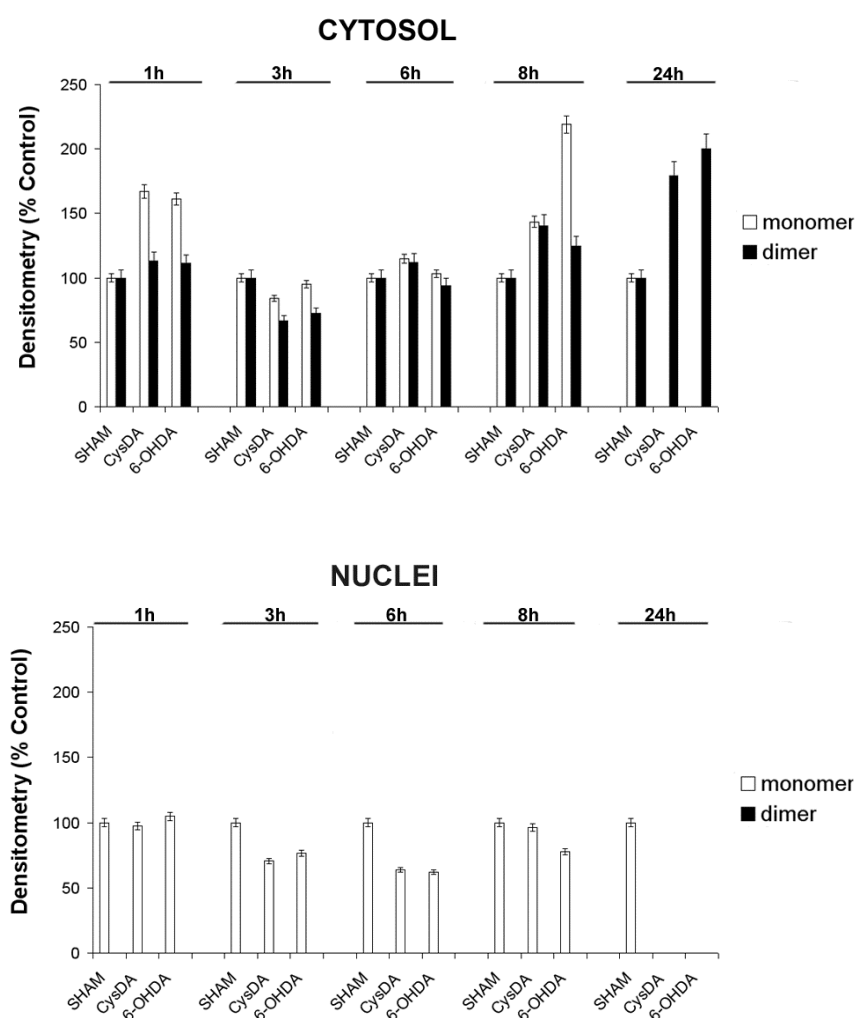 CYTOSOL
1h 3h 6h 8h 24h
250
200
150
100
50
0
Densitometry (% Control)
monomer
dimer
SHAM CysDA 6-OHDA SHAM CysDA 6-OHDA SHAM CysDA 6-OHDA SHAM CysDA 6-OHDA SHAM CysDA 6-OHDA
NUCLEI
1h 3h 6h 8h 24h
250
200
150
100
50
0
Densitometry (% Control)
monomer
dimer
SHAM CysDA 6-OHDA SHAM CysDA 6-OHDA SHAM CysDA 6-OHDA SHAM CysDA 6-OHDA SHAM CysDA 6-OHDA